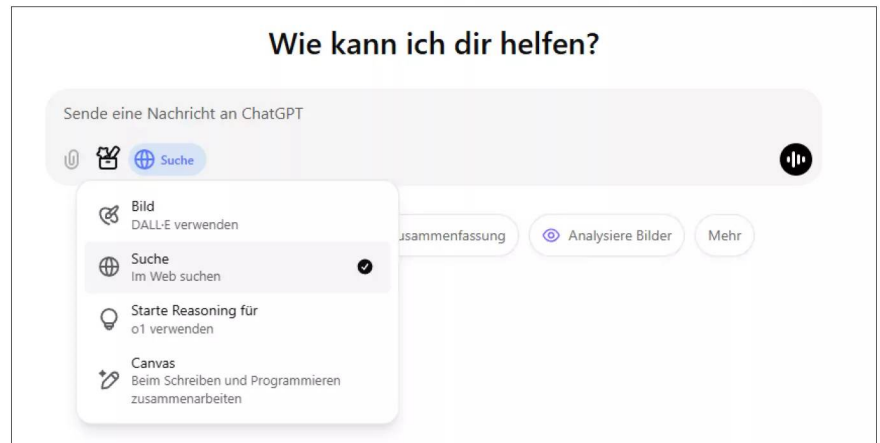 Wie kann ich dir helfen?
Sende eine Nachricht an ChatGPT
Suche
Bild
DALL·E verwenden
Suche
Im Web suchen
Starte Reasoning für
o1 verwenden
Canvas
Beim Schreiben und Programmieren
zusammenarbeiten
Analysiere Bilder
Mehr